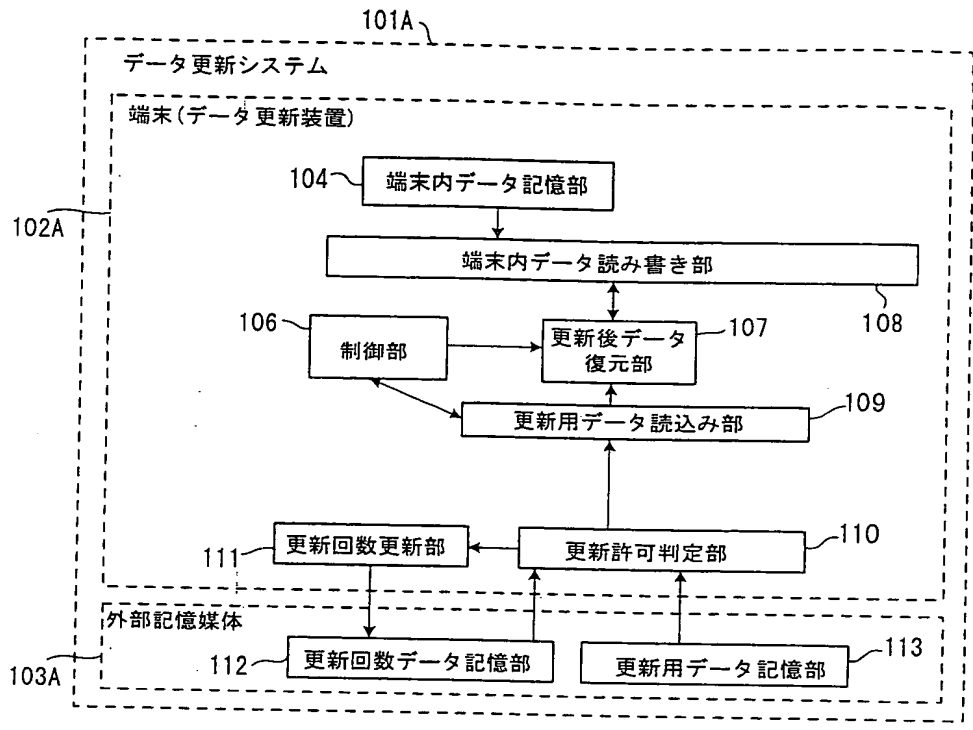 101A
データ更新システム
端末(データ更新装置)
104
端末内データ記憶部
102A
端末内データ読み書き部
108
106
制御部
更新後データ
復元部
107
109
更新用データ読込み部
111
更新回数更新部
更新許可判定部
110
外部記憶媒体
103A
112
更新回数データ記憶部
更新用データ記憶部
113